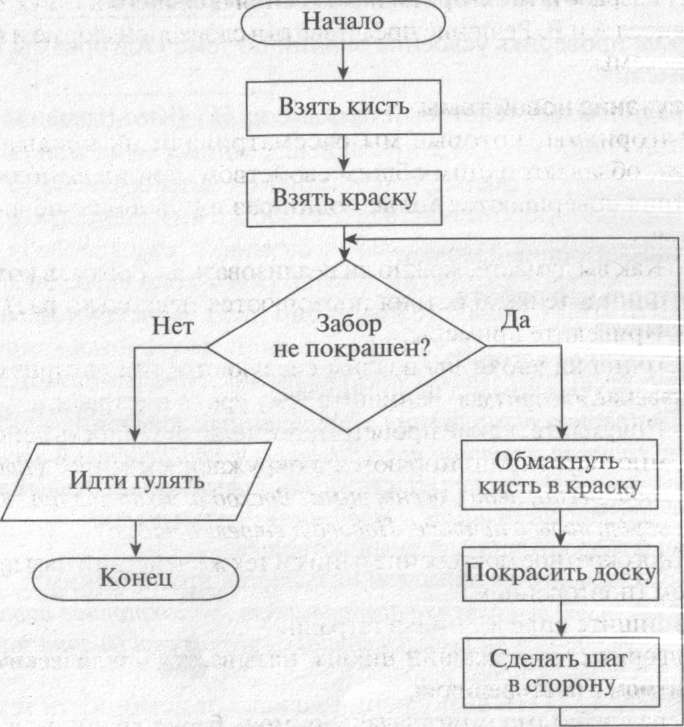 Начало
Взять кисть
Взять краску
Нет
Забор
не покрашен?
Да
Идти гулять
Обмакнуть
кисть в краску
Конец
Покрасить доску
Сделать шаг
в сторону